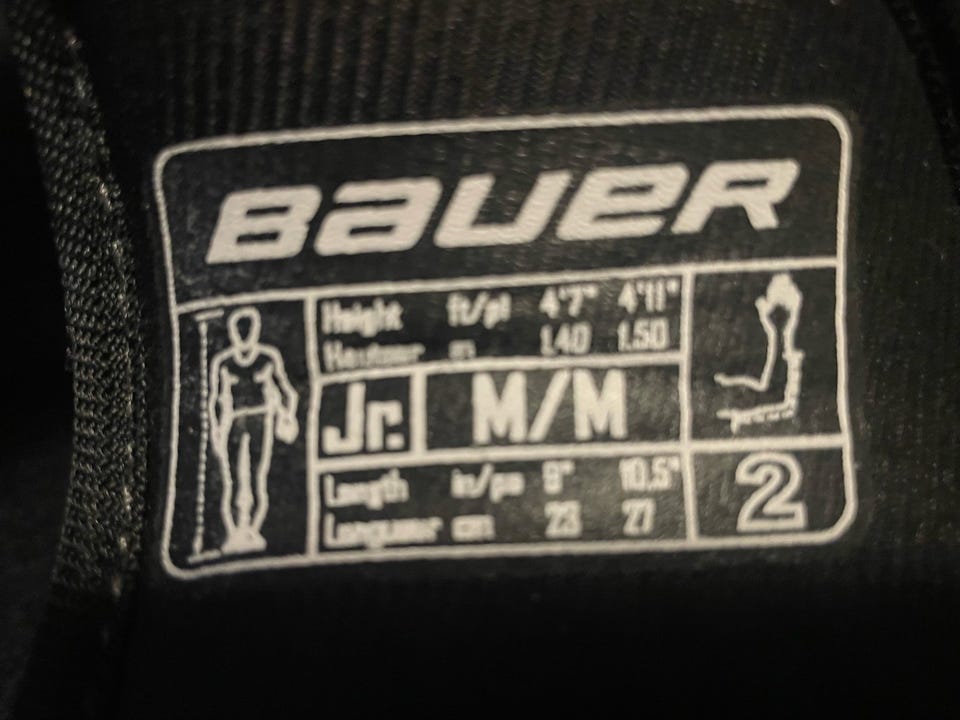 BAUER
Height ft/pi 4'7" 4'11"
Hauteur m 1.40 1.50
Jr. M/M
Length in/po 9" 10.5"
Longueur cm 23 27
2